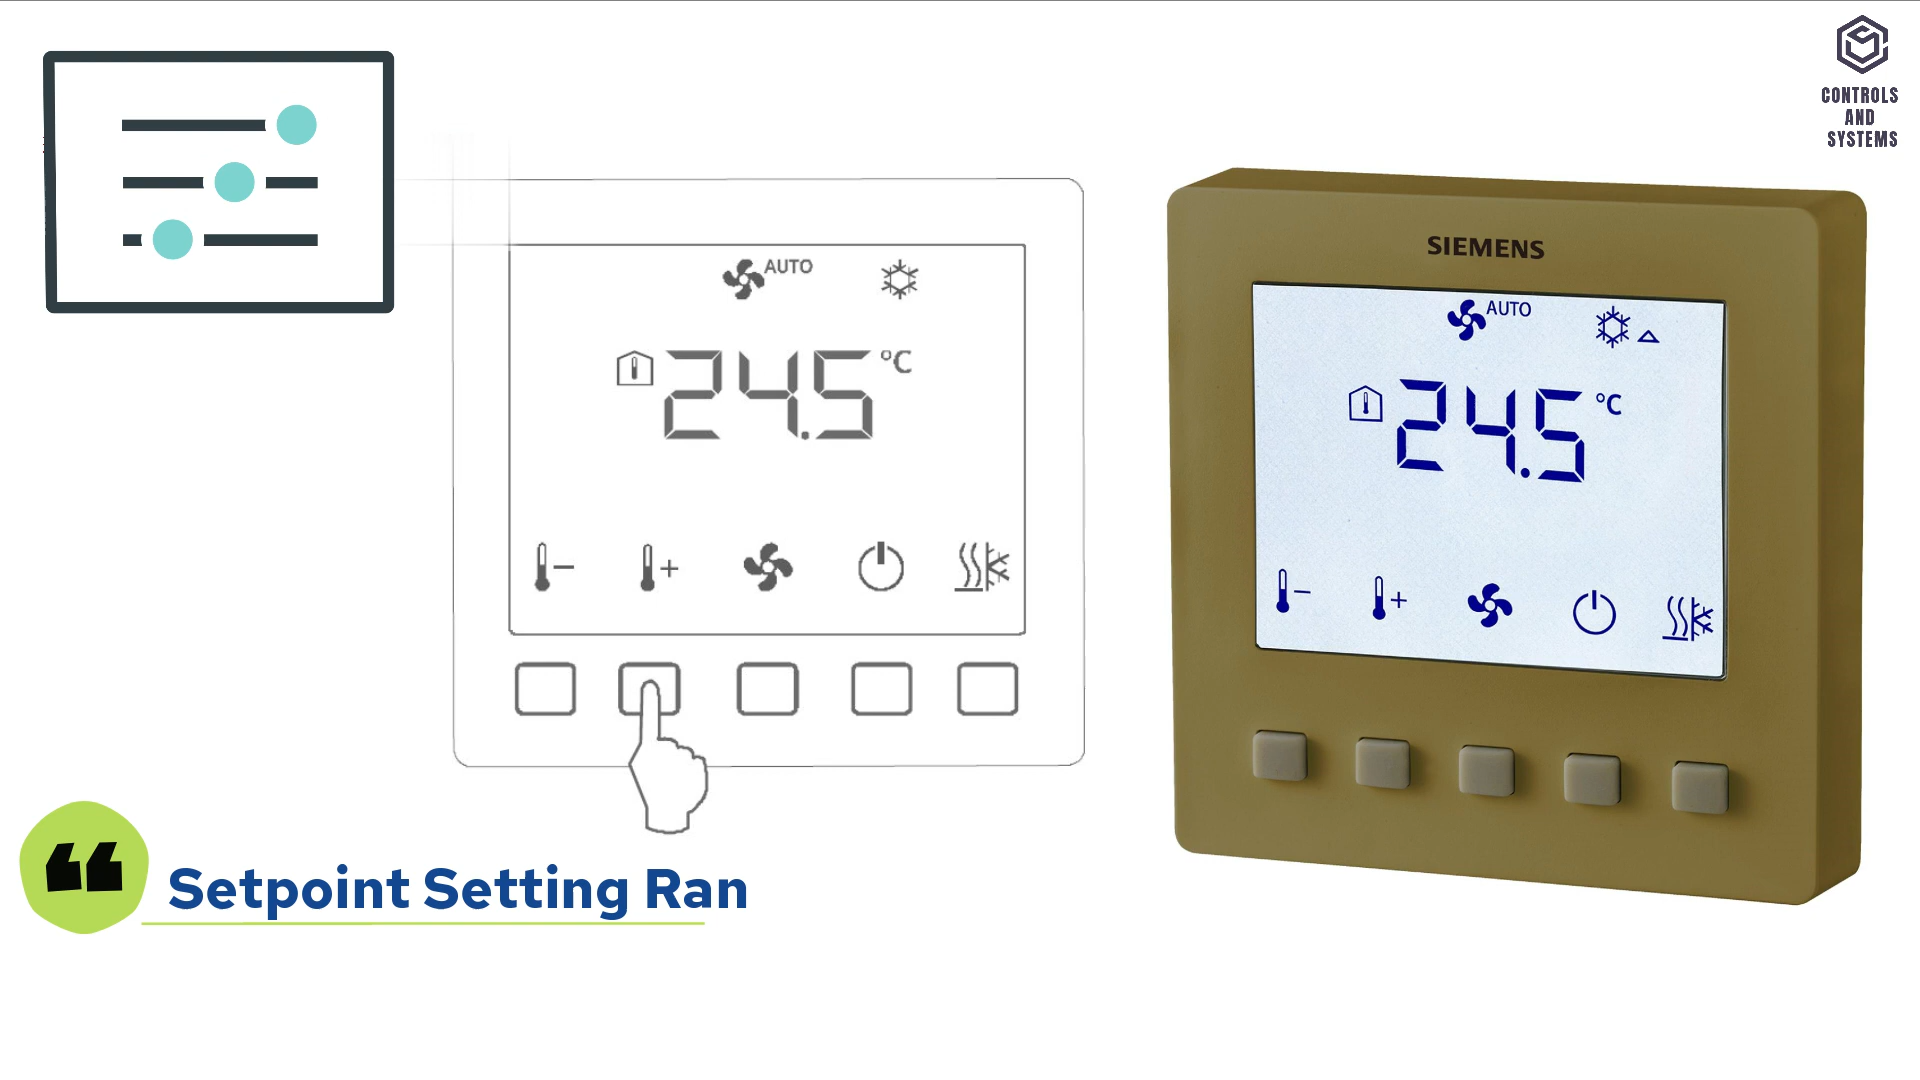 CONTROLS
AND
SYSTEMS
AUTO
24.5 °C
- +
SIEMENS
AUTO
24.5 °C
- +
Setpoint Setting Ran